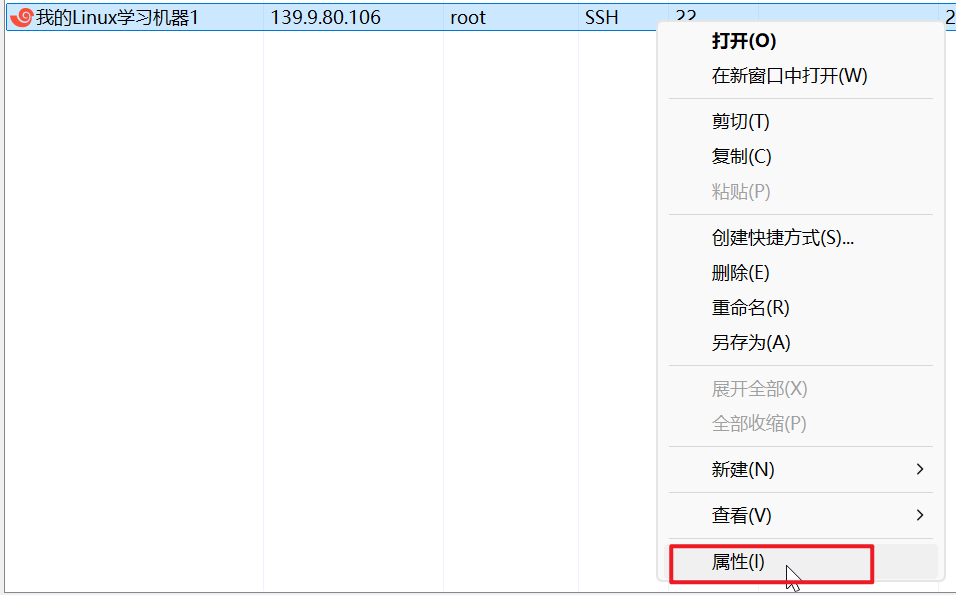 我的Linux学习机器1 139.9.80.106 root SSH 22 2
打开(O)
在新窗口中打开(W)
剪切(T)
复制(C)
粘贴(P)
创建快捷方式(S)...
删除(E)
重命名(R)
另存为(A)
展开全部(X)
全部收缩(P)
新建(N)
查看(V)
属性(I)